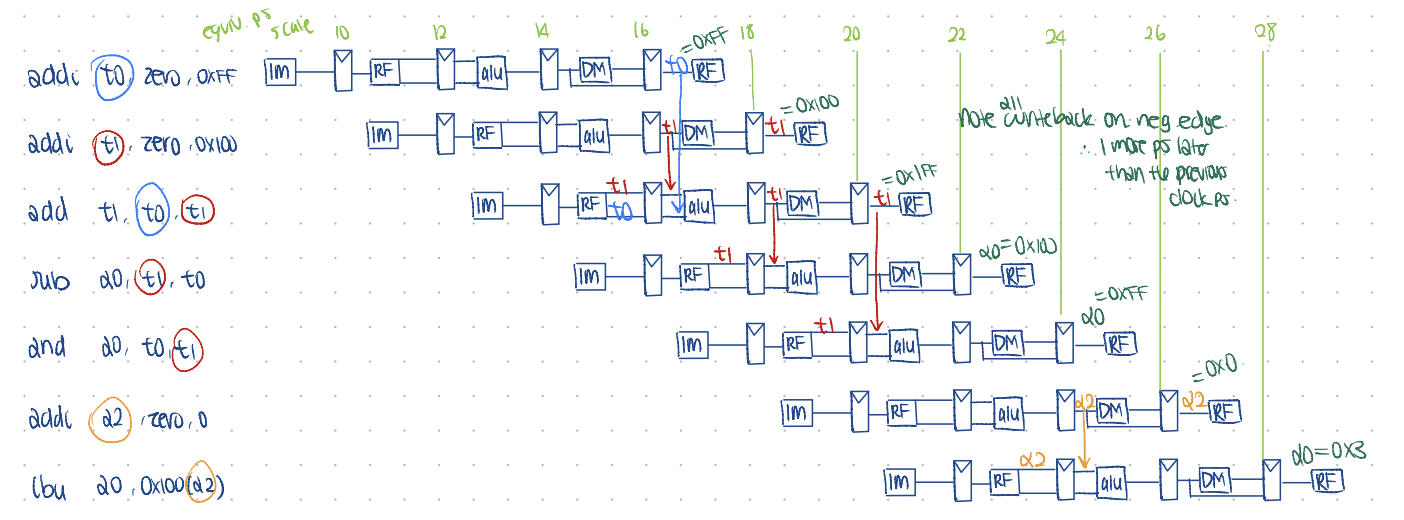 equiv. ps scale 10 12 14 16 18 20 22 24 26 28
addi t0, zero, 0xFF Im RF alu DM t0 =0xFF RF
addi t1, zero, 0x100 Im RF alu t1 DM t1 =0x100 RF
note all writeback on neg edge
∴ 1 more ps later
than the previous
clock ps.
add t1, t0, t1 Im RF t1 t0 alu t1 DM t1 =0x1FF RF
sub a0, t1, t0 Im RF t1 alu DM a0=0x100 RF
and a0, t0, t1 Im RF t1 alu DM a0 =0xFF RF
addi a2, zero, 0 Im RF alu a2 DM a2 =0x0 RF
lbu a0, 0x100(a2) Im RF a2 alu DM a0=0x3 RF